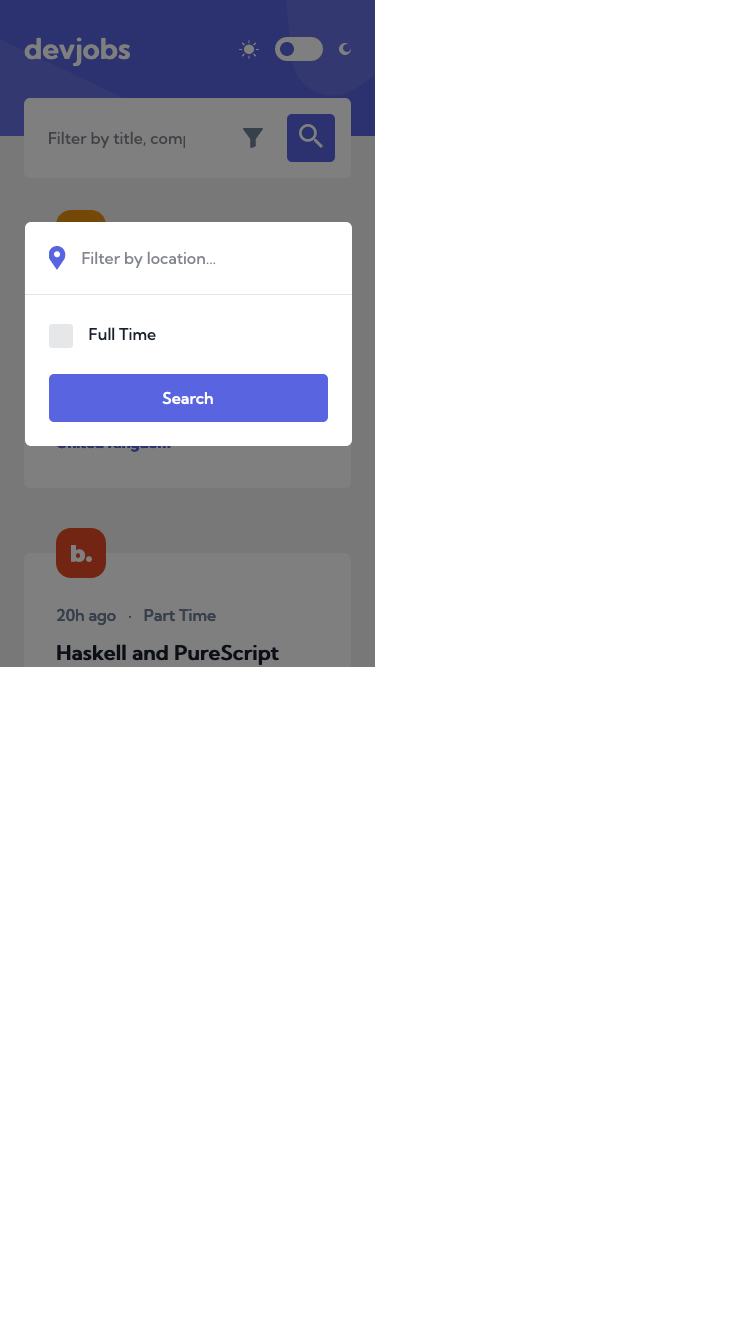 devjobs
Filter by title, comp
Filter by location...
Full Time
Search
United Kingdom
b.
20h ago · Part Time
Haskell and PureScript